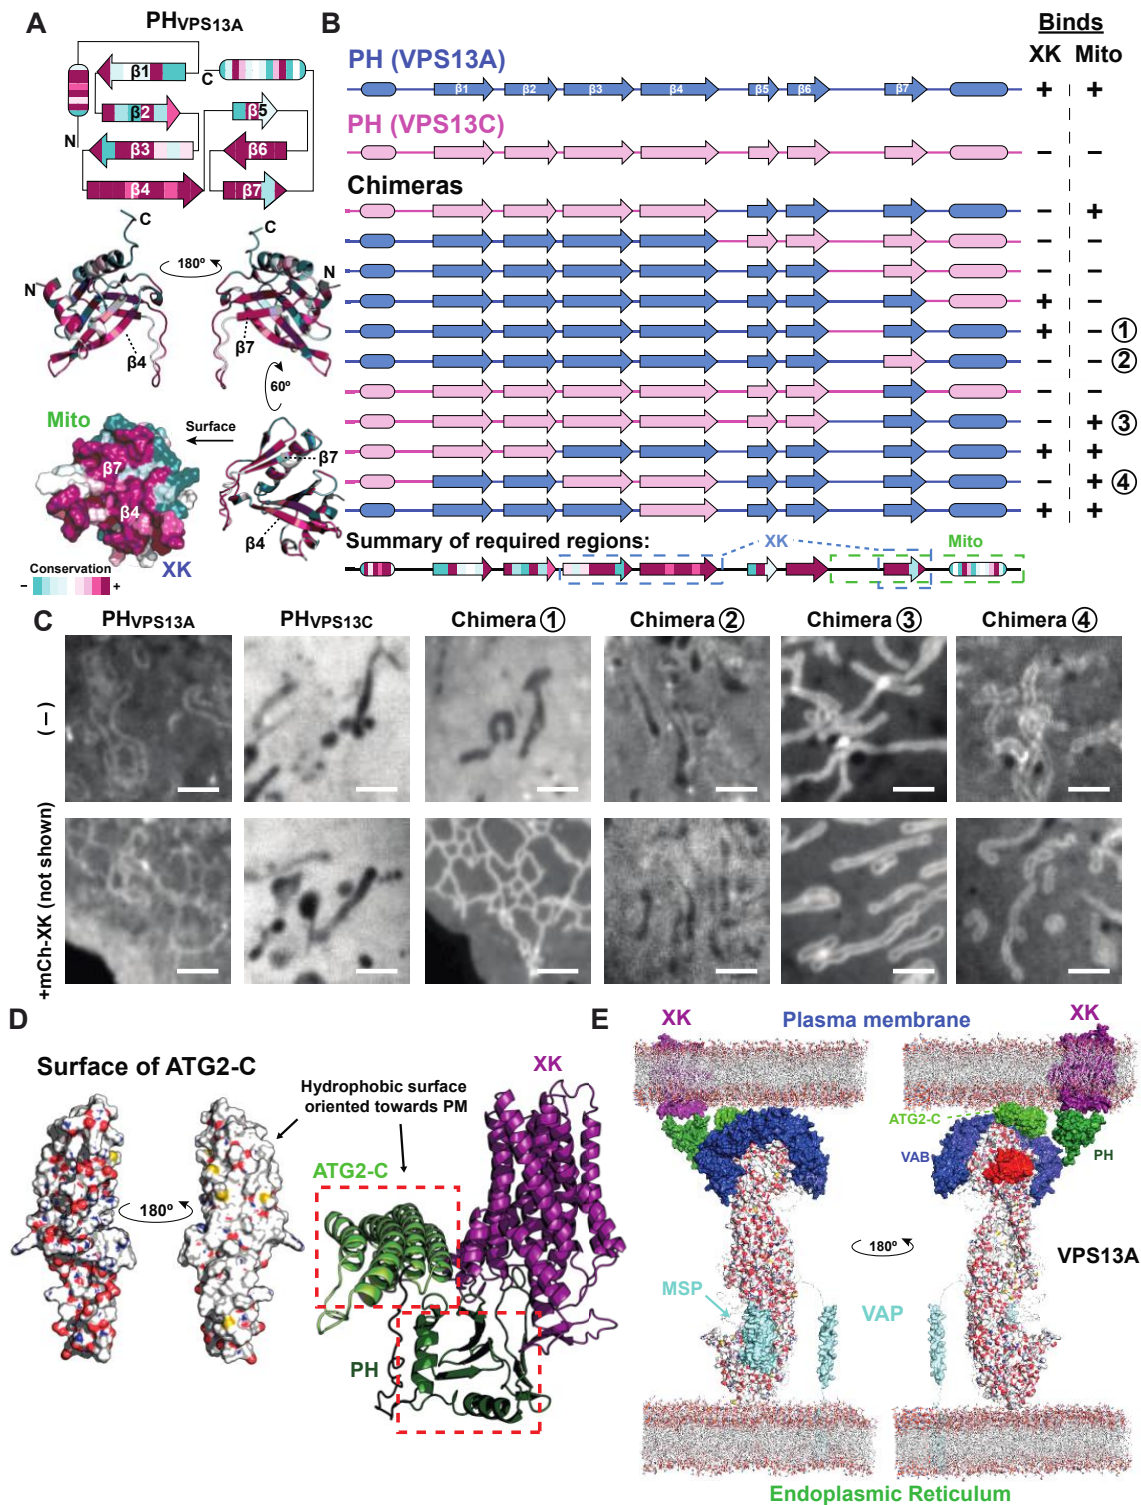 A
PHVPS13A
β1
C
β2
β5
N
β3
β6
β4
β7
C
C
180º
N
N
β4
β7
60º
Mito
Surface
β7
β7
β4
β4
XK
Conservation
– +
B
Binds
PH (VPS13A)
XK Mito
β1 β2 β3 β4 β5 β6 β7
+ +
PH (VPS13C)
– –
Chimeras
– +
– –
– –
+ –
+ – 1
– – 2
– –
– + 3
+ +
– + 4
+ +
Summary of required regions:
XK
Mito
C
PHVPS13A PHVPS13C Chimera 1 Chimera 2 Chimera 3 Chimera 4
(–)
+mCh-XK (not shown)
D
Surface of ATG2-C
Hydrophobic surface
oriented towards PM
XK
ATG2-C
180º
PH
E
XK
Plasma membrane
XK
ATG2-C
VAB
PH
180º
VPS13A
MSP
VAP
Endoplasmic Reticulum